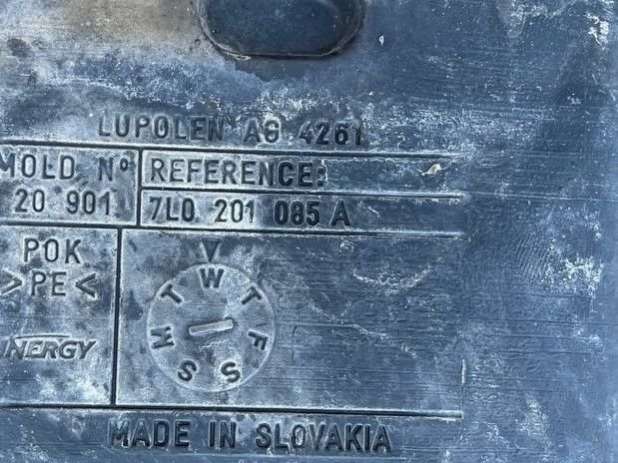 LUPOLEN AG 4261
MOLD Nº
REFERENCE:
20 901
7L0 201 085 A
POK
>PE<
NERGY
V
M T W T F S S
MADE IN SLOVAKIA